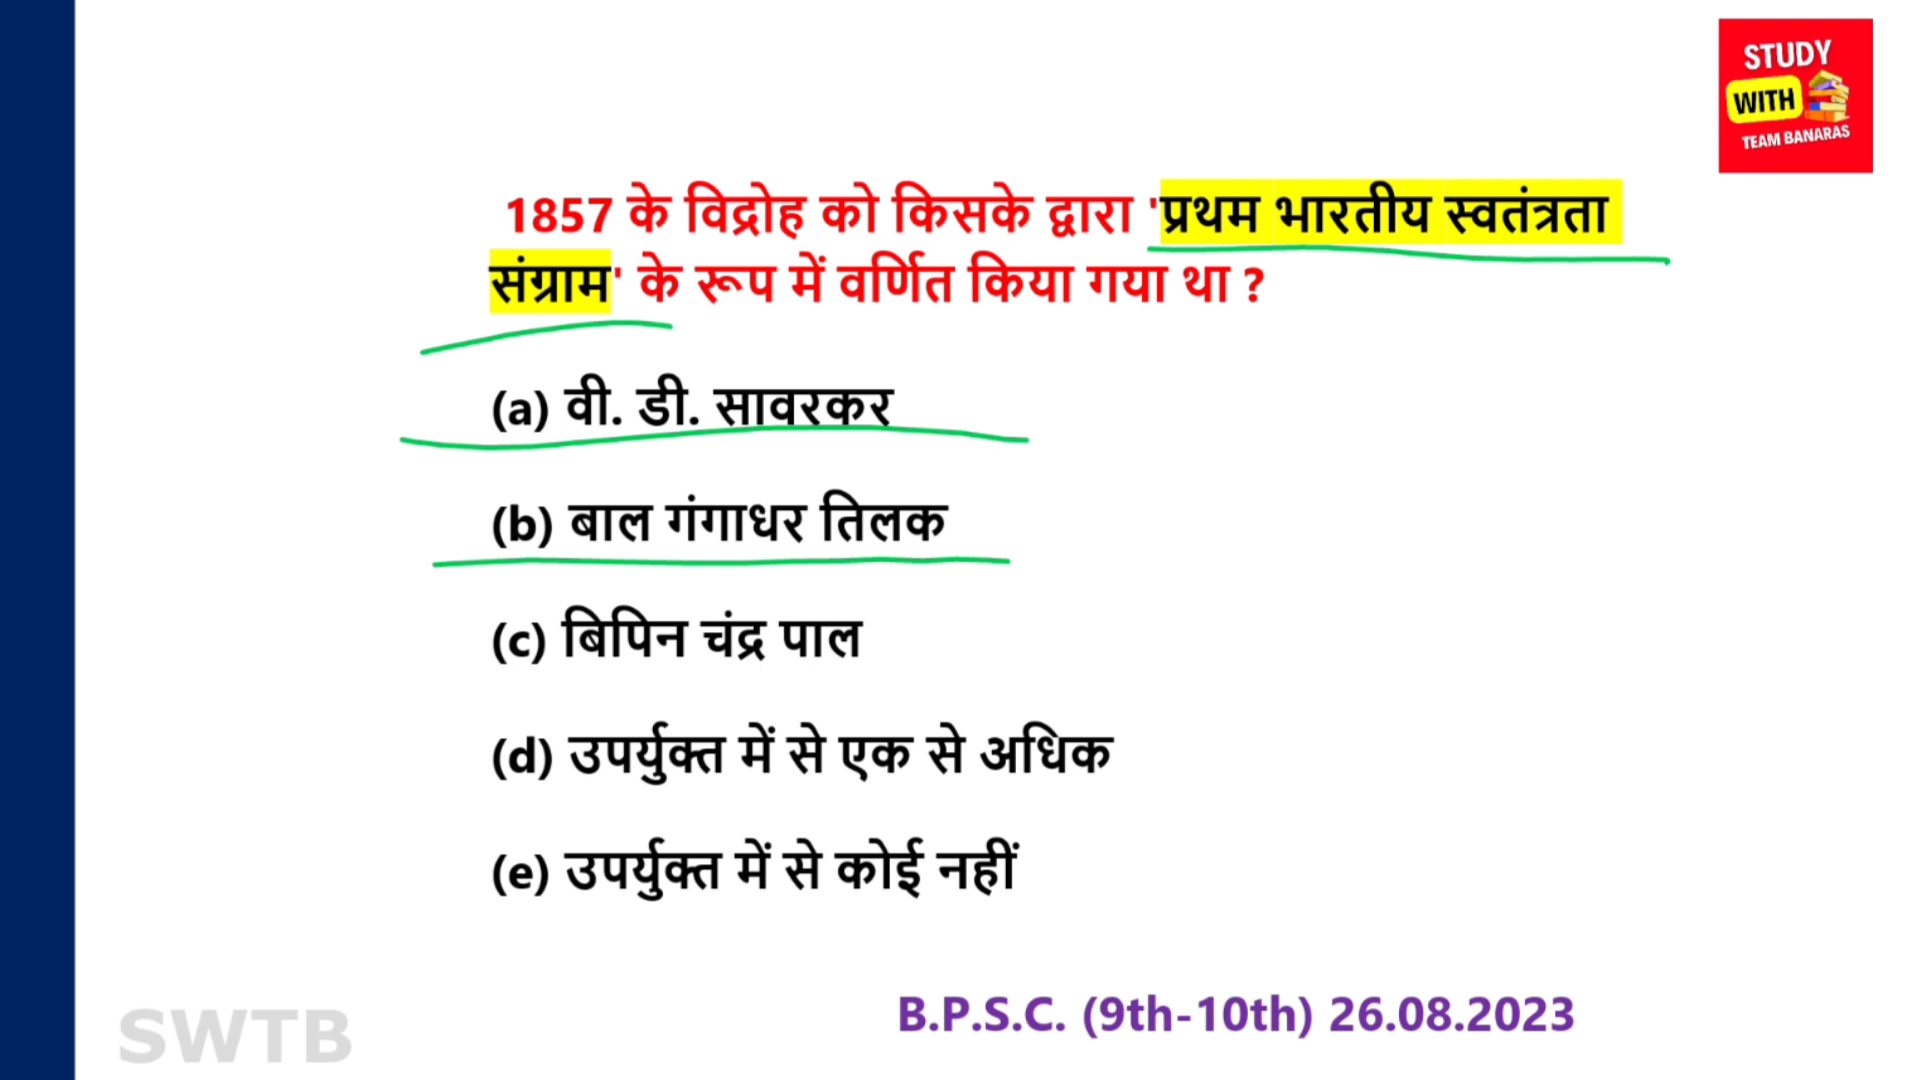 STUDY
WITH
TEAM BANARAS
1857 के विद्रोह को किसके द्वारा 'प्रथम भारतीय स्वतंत्रता
संग्राम' के रूप में वर्णित किया गया था ?
(a) वी. डी. सावरकर
(b) बाल गंगाधर तिलक
(c) बिपिन चंद्र पाल
(d) उपर्युक्त में से एक से अधिक
(e) उपर्युक्त में से कोई नहीं
B.P.S.C. (9th-10th) 26.08.2023
SWTB